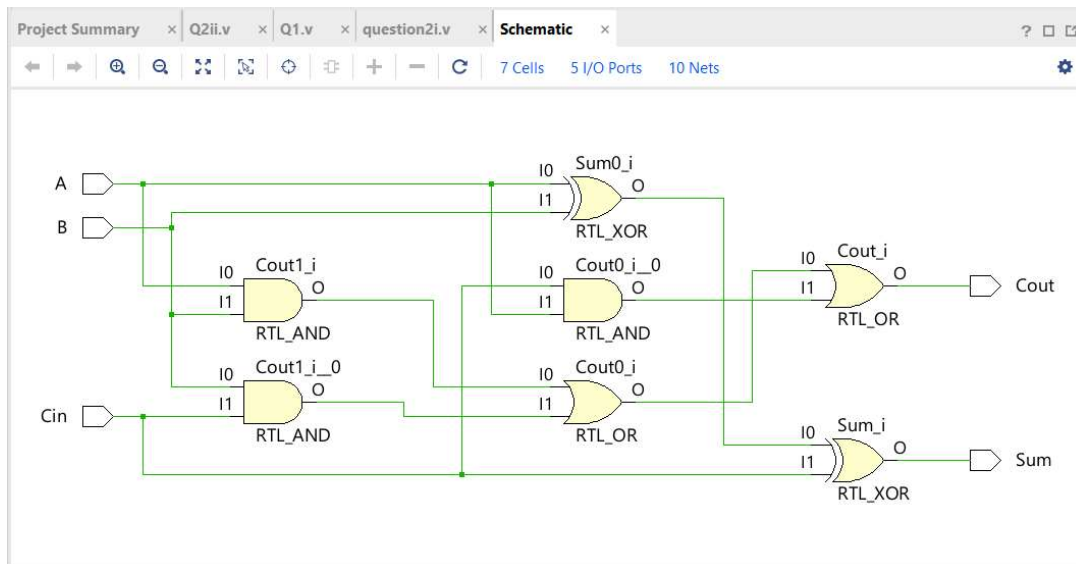 Project Summary × Q2ii.v × Q1.v × question2i.v × Schematic × ?
7 Cells 5 I/O Ports 10 Nets
A
B
Cin
I0 Sum0_i O
I1
RTL_XOR
I0 Cout1_i O
I1
RTL_AND
I0 Cout0_i__0 O
I1
RTL_AND
I0 Cout_i O
I1
RTL_OR
Cout
I0 Cout1_i__0 O
I1
RTL_AND
I0 Cout0_i O
I1
RTL_OR
I0 Sum_i O
I1
RTL_XOR
Sum